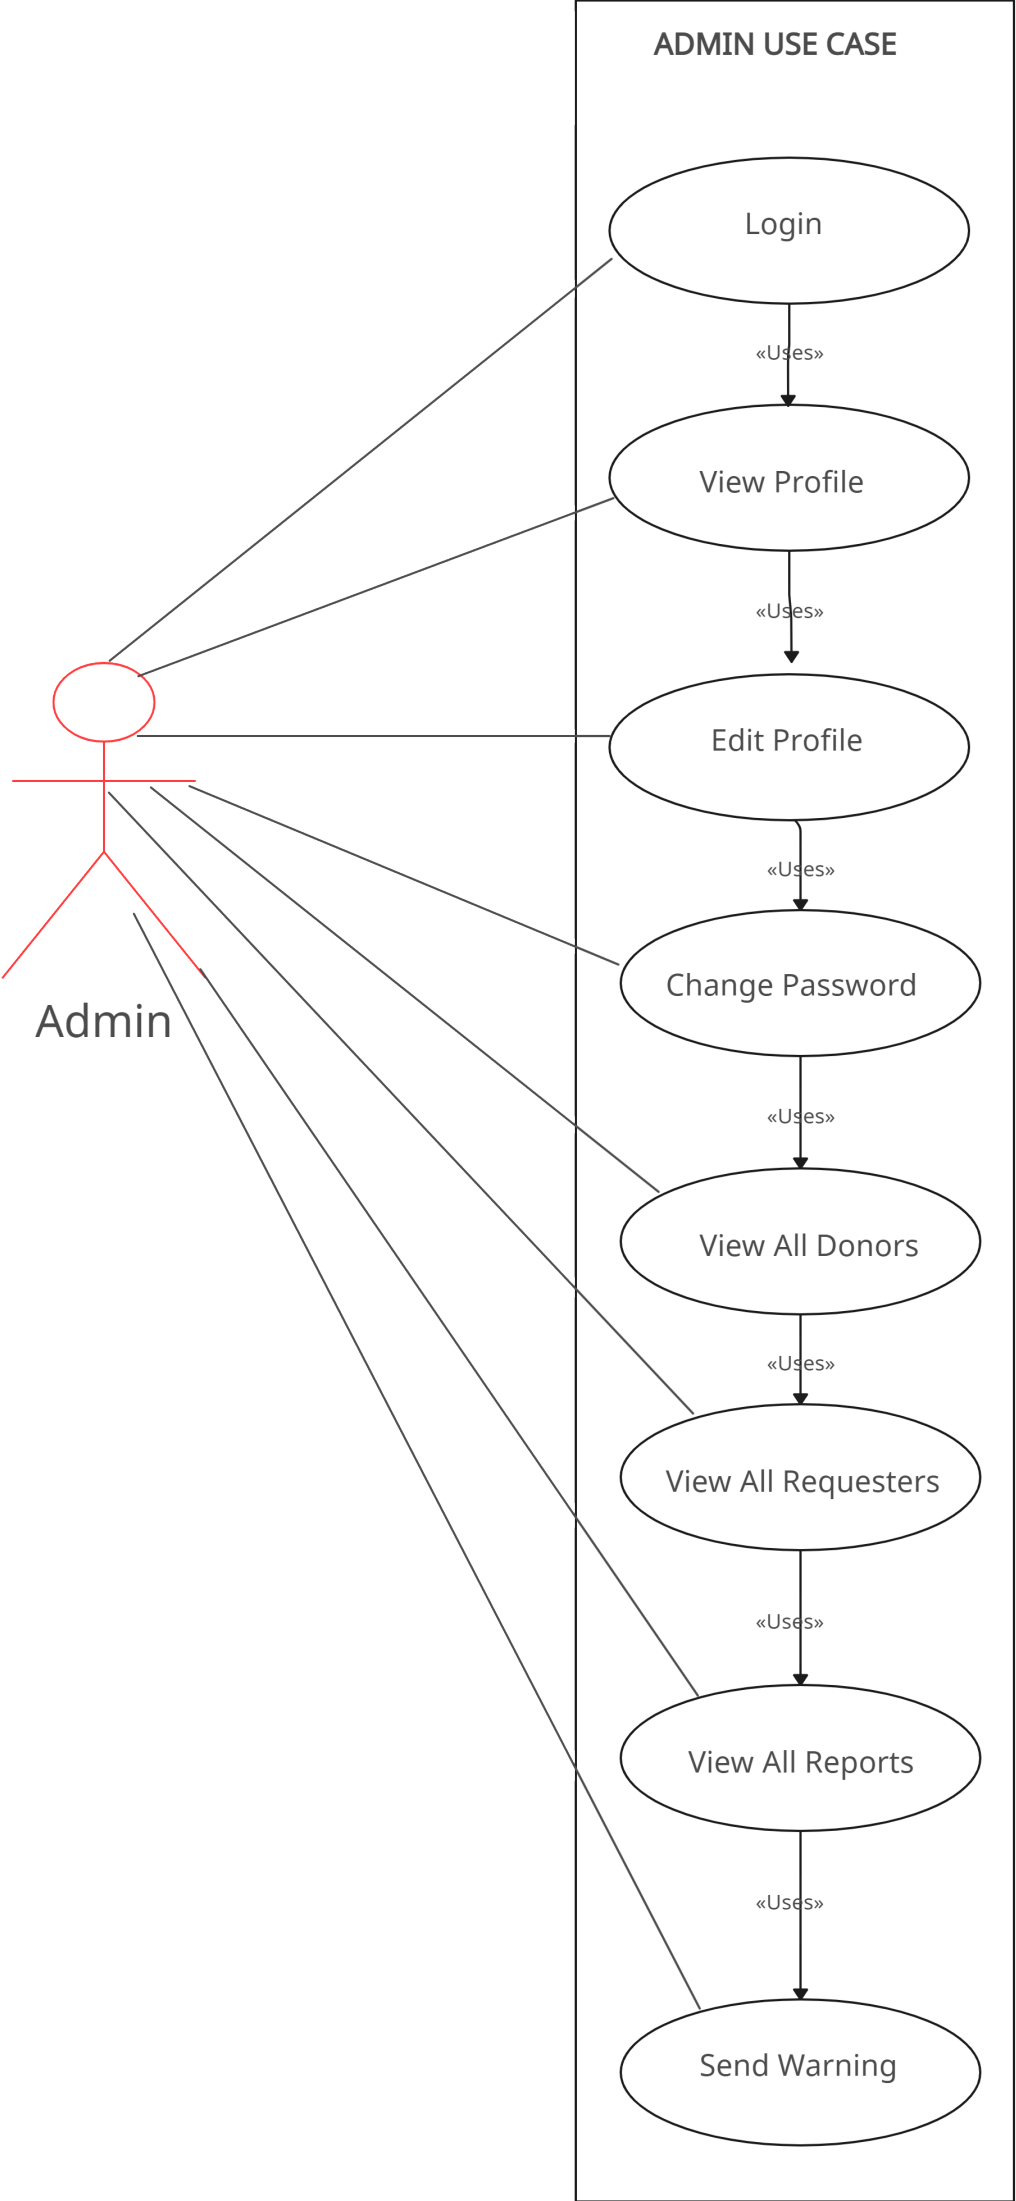 ADMIN USE CASE
Login
«Uses»
View Profile
«Uses»
Edit Profile
«Uses»
Change Password
Admin
«Uses»
View All Donors
«Uses»
View All Requesters
«Uses»
View All Reports
«Uses»
Send Warning